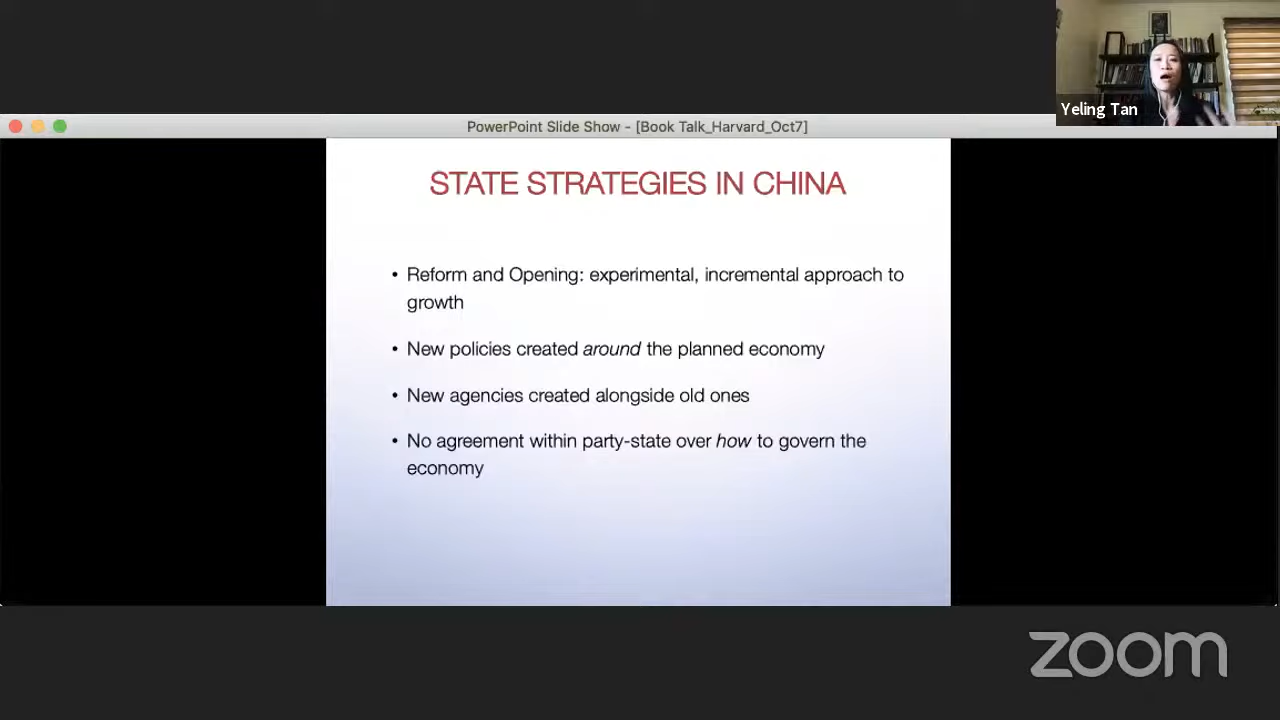 Yeling Tan
PowerPoint Slide Show - [Book Talk_Harvard_Oct7]
STATE STRATEGIES IN CHINA
• Reform and Opening: experimental, incremental approach to
growth
• New policies created around the planned economy
• New agencies created alongside old ones
• No agreement within party-state over how to govern the
economy
zoom